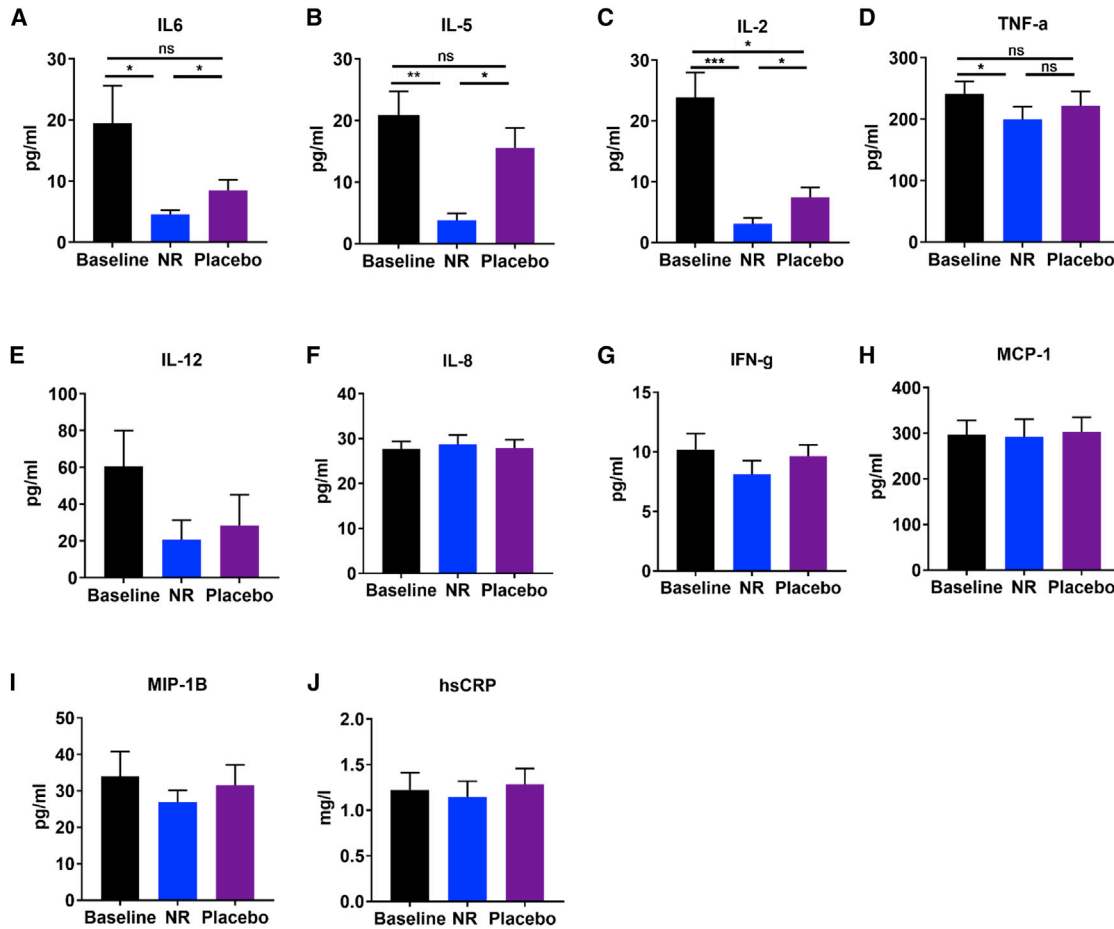 A
IL6
30
20
10
0
pg/ml
ns
*
*
Baseline NR Placebo
B
IL-5
30
20
10
0
pg/ml
ns
**
*
Baseline NR Placebo
C
IL-2
30
20
10
0
pg/ml
*
***
*
Baseline NR Placebo
D
TNF-a
300
200
100
0
pg/ml
ns
*
ns
Baseline NR Placebo
E
IL-12
100
80
60
40
20
0
pg/ml
Baseline NR Placebo
F
IL-8
40
30
20
10
0
pg/ml
Baseline NR Placebo
G
IFN-g
15
10
5
0
pg/ml
Baseline NR Placebo
H
MCP-1
400
300
200
100
0
pg/ml
Baseline NR Placebo
I
MIP-1B
50
40
30
20
10
0
pg/ml
Baseline NR Placebo
J
hsCRP
2.0
1.5
1.0
0.5
0.0
mg/l
Baseline NR Placebo